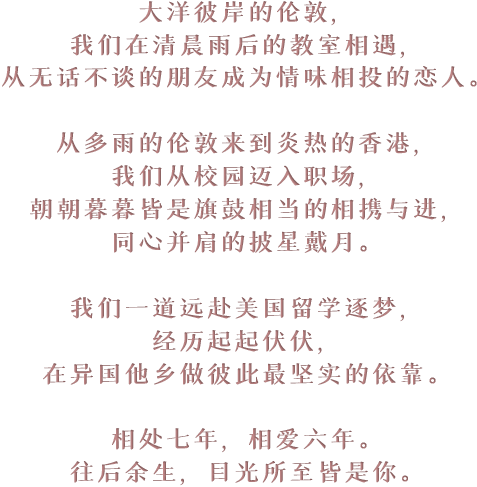 大洋彼岸的伦敦，
我们在清晨雨后的教室相遇，
从无话不谈的朋友成为情味相投的恋人。
从多雨的伦敦来到炎热的香港，
我们从校园迈入职场，
朝朝暮暮皆是旗鼓相当的相携与进，
同心并肩的披星戴月。
我们一道远赴美国留学逐梦，
经历起起伏伏，
在异国他乡做彼此最坚实的依靠。
相处七年，相爱六年。
往后余生，目光所至皆是你。